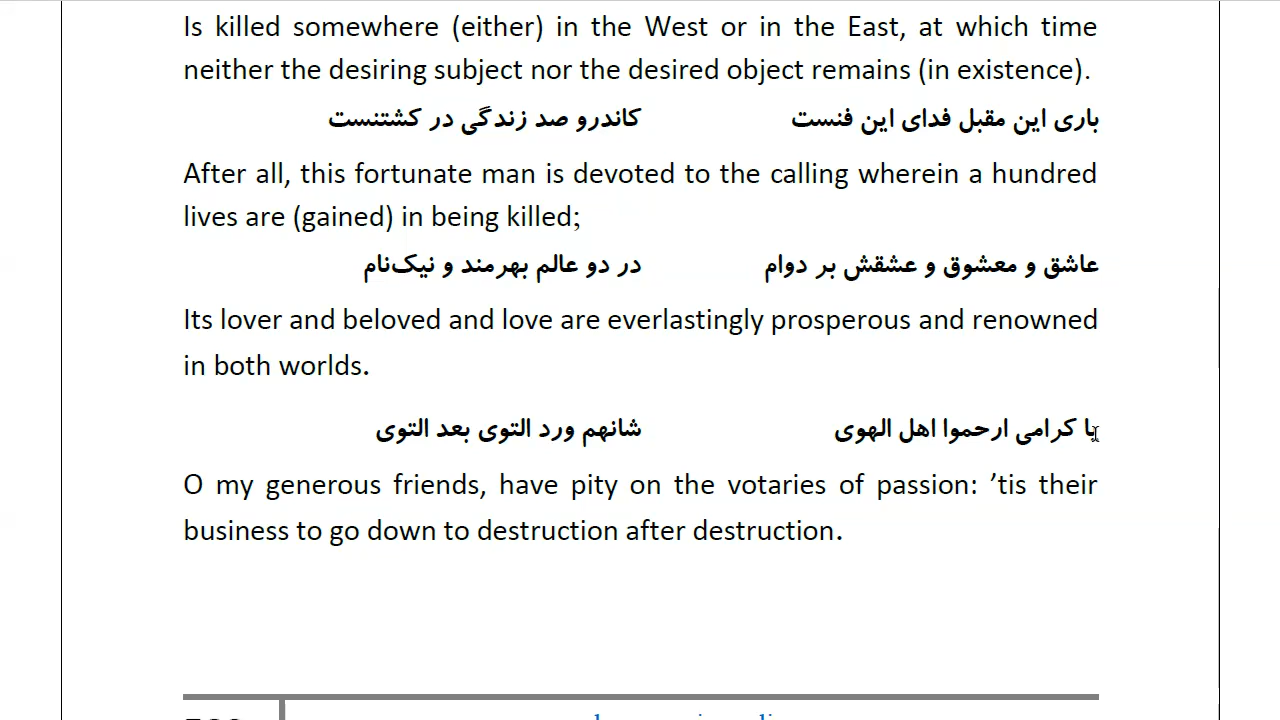 Is killed somewhere (either) in the West or in the East, at which time
neither the desiring subject nor the desired object remains (in existence).
باری این مقبل فدای این فنست کاندرو صد زندگی در کشتنست
After all, this fortunate man is devoted to the calling wherein a hundred
lives are (gained) in being killed;
عاشق و معشوق و عشقش بر دوام در دو عالم بهرمند و نیک‌نام
Its lover and beloved and love are everlastingly prosperous and renowned
in both worlds.
یا کرامی ارحموا اهل الهوی شانهم ورد التوی بعد التوی
O my generous friends, have pity on the votaries of passion: ’tis their
business to go down to destruction after destruction.